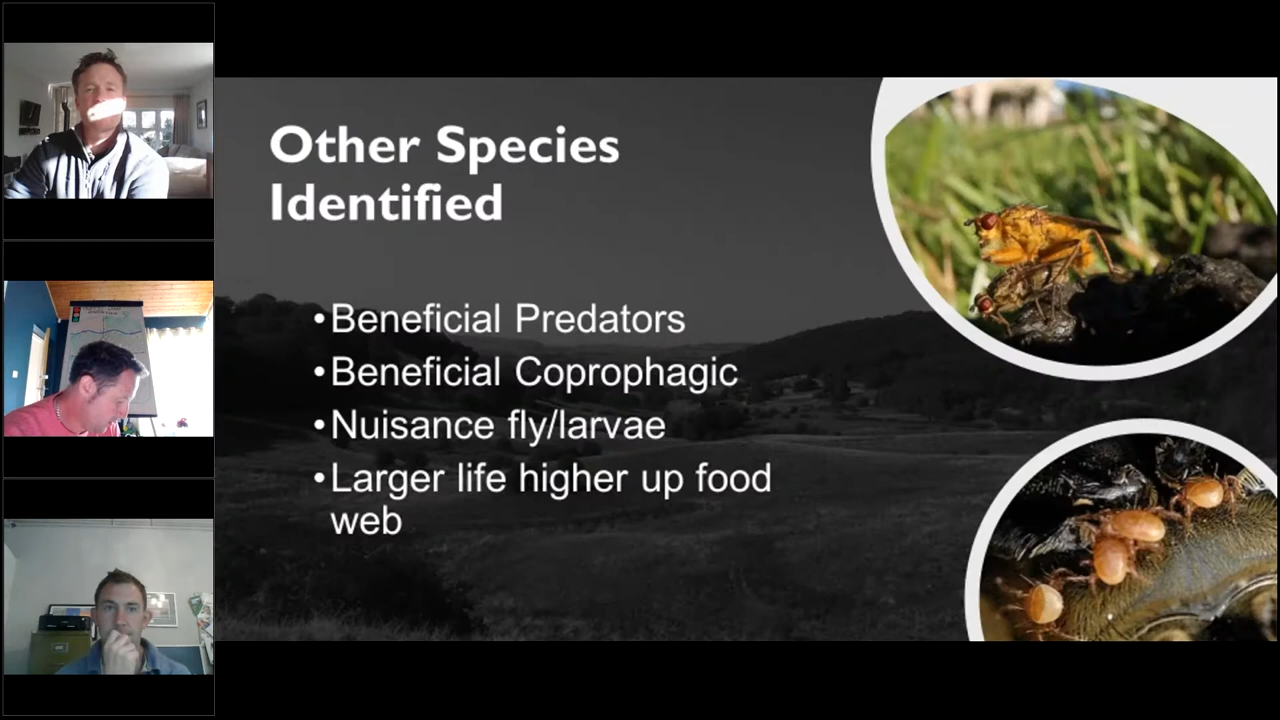 Other Species
Identified
•Beneficial Predators
•Beneficial Coprophagic
•Nuisance fly/larvae
•Larger life higher up food
web